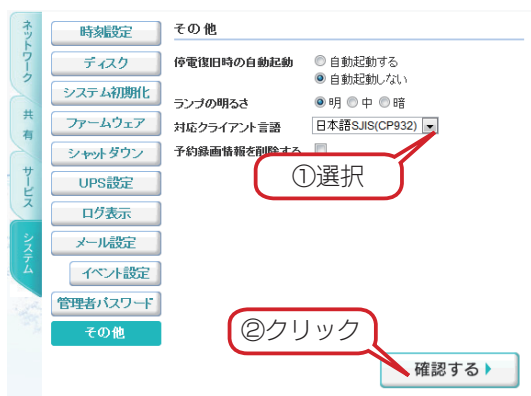 ネットワーク
共有
サービス
システム
時刻設定
ディスク
システム初期化
ファームウェア
シャットダウン
UPS設定
ログ表示
メール設定
イベント設定
管理者パスワード
その他
その他
停電復旧時の自動起動
自動起動する
自動起動しない
ランプの明るさ
明 中 暗
対応クライアント言語
日本語SJIS(CP932)
予約録画情報を削除する
①選択
②クリック
確認する